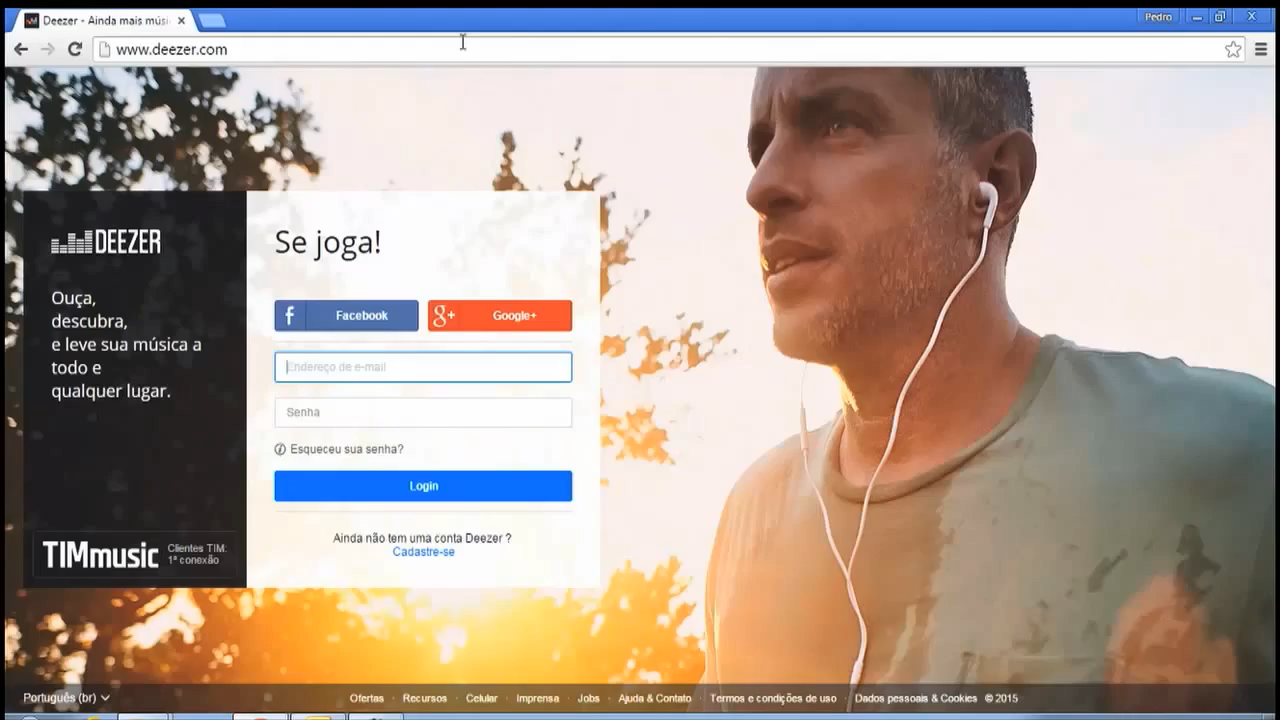 Deezer - Ainda mais músi
Pedro
www.deezer.com
DEEZER
Ouça,
descubra,
e leve sua música a
todo e
qualquer lugar.
TIMmusic
Clientes TIM:
1ª conexão
Se joga!
f Facebook
g+ Google+
Endereço de e-mail
Senha
Esqueceu sua senha?
Login
Ainda não tem uma conta Deezer ?
Cadastre-se
Português (br)
Ofertas · Recursos · Celular · Imprensa · Jobs · Ajuda & Contato · Termos e condições de uso · Dados pessoais & Cookies © 2015